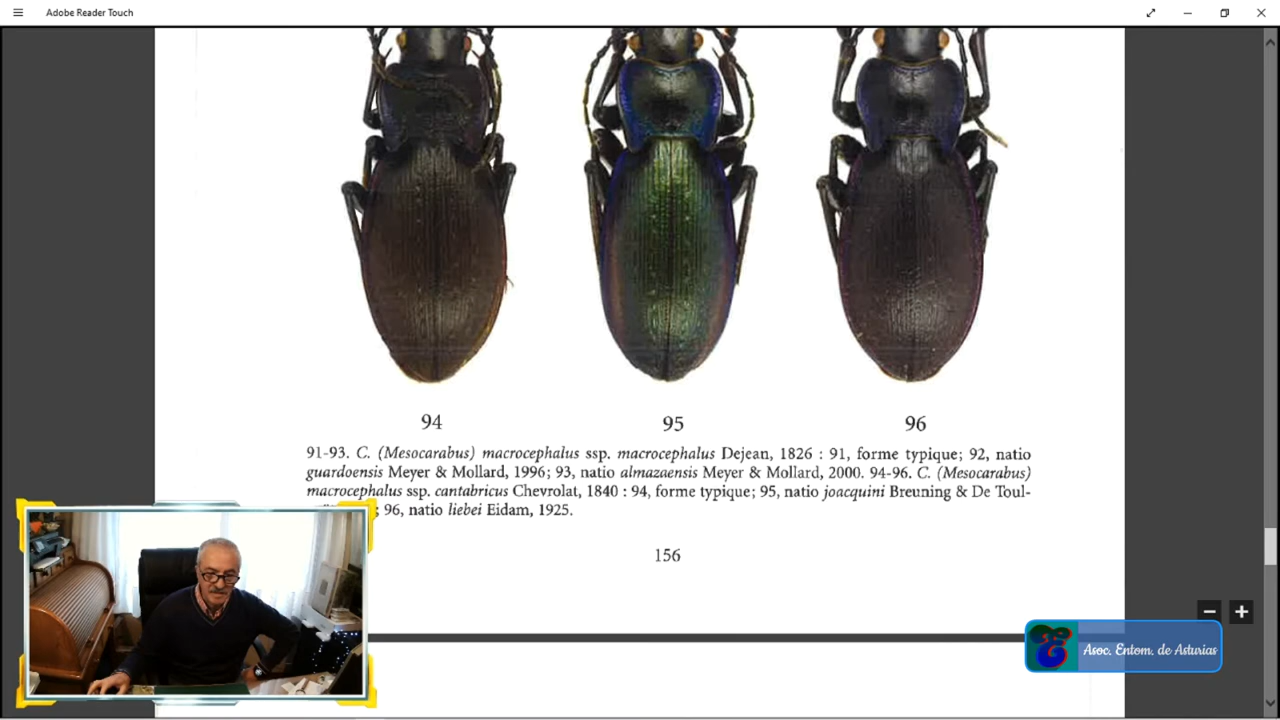 Adobe Reader Touch
94
95
96
91-93. C. (Mesocarabus) macrocephalus ssp. macrocephalus Dejean, 1826 : 91, forme typique; 92, natio
guardoensis Meyer & Mollard, 1996; 93, natio almazaensis Meyer & Mollard, 2000. 94-96. C. (Mesocarabus)
macrocephalus ssp. cantabricus Chevrolat, 1840 : 94, forme typique; 95, natio joacquini Breuning & De Toul-
; 96, natio liebei Eidam, 1925.
156
Asoc. Entom. de Asturias